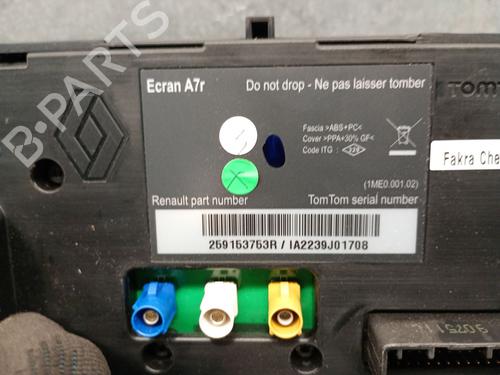 Ecran A7r
Do not drop - Ne pas laisser tomber
Fascia >ABS+PC<
Cover >PPA+30% GF<
Code ITG :
(1ME0.001.02)
Renault part number
TomTom serial number
259153753R / IA2239J01708
TOMT
Fakra Che
B-PARTS